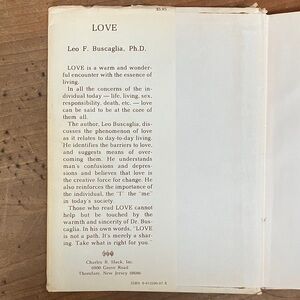 $5.95
LOVE
Leo F. Buscaglia, Ph.D.
LOVE is a warm and wonder-
ful encounter with the essence of
living.
In all the concerns of the in-
dividual today — life, living, sex,
responsibility, death, etc. — love
can be said to be at the core of
them all.
The author, Leo Buscaglia, dis-
cusses the phenomenon of love
as it relates to day-to-day living.
He identifies the barriers to love,
and suggests means of over-
coming them. He understands
man's confusions and depres-
sions and believes that love is
the creative force for change. He
also reinforces the importance of
the individual, the "I" the "me"
in today's society.
Those who read LOVE cannot
help but be touched by the
warmth and sincerity of Dr. Bus-
caglia. In his own words, "LOVE
is not a path. It's merely a shar-
ing. Take what is right for you."
Charles B. Slack, Inc.
6900 Grove Road
Thorofare, New Jersey 08086
ISBN